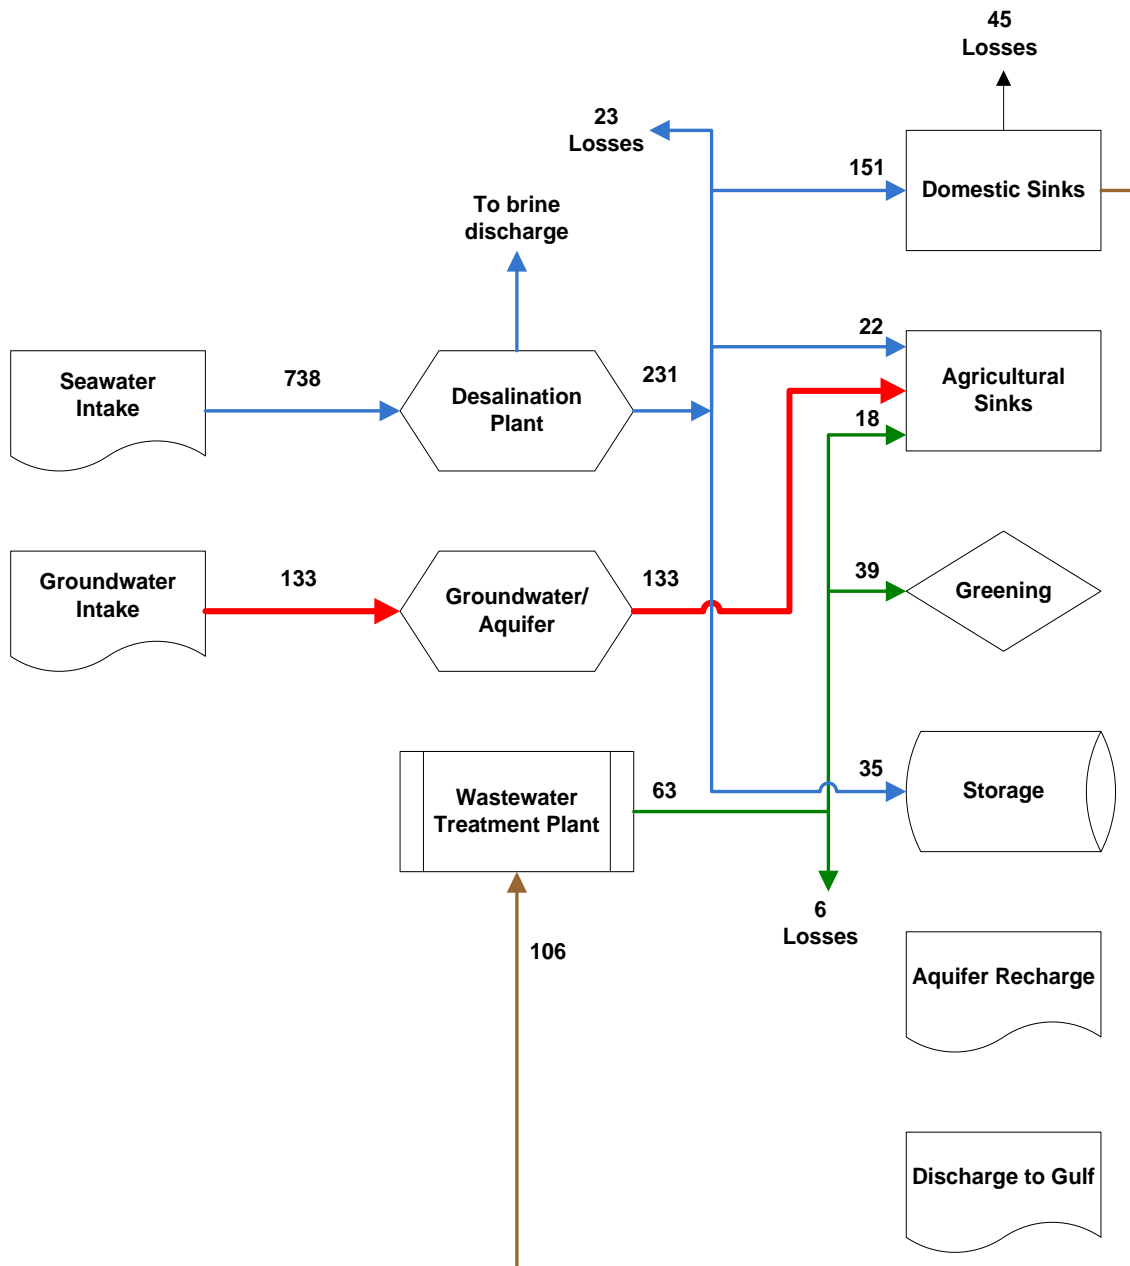 45
Losses
23
Losses
151
Domestic Sinks
To brine
discharge
22
Seawater
Intake
738
Desalination
Plant
231
Agricultural
Sinks
18
Groundwater
Intake
133
Groundwater/
Aquifer
133
39
Greening
Wastewater
Treatment Plant
63
35
Storage
6
Losses
106
Aquifer Recharge
Discharge to Gulf